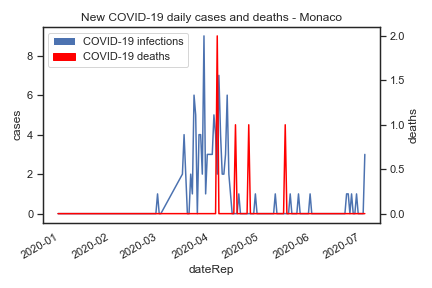 New COVID-19 daily cases and deaths - Monaco
COVID-19 infections
COVID-19 deaths
8
6
4
2
0
cases
2.0
1.5
1.0
0.5
0.0
deaths
2020-01
2020-02
2020-03
2020-04
2020-05
2020-06
2020-07
dateRep